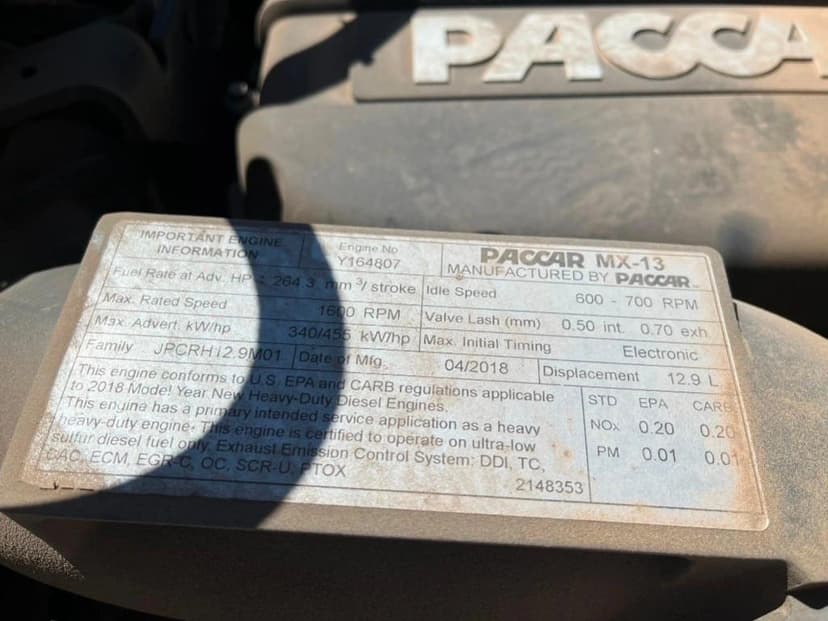 PACCA
IMPORTANT ENGINE
INFORMATION
Engine No
Y164807
PACCAR MX-13
MANUFACTURED BY PACCAR
Fuel Rate at Adv. HP : 264.3 mm³/ stroke
Idle Speed 600 - 700 RPM
Max. Rated Speed 1600 RPM
Valve Lash (mm) 0.50 int. 0.70 exh.
Max. Advert. kW/hp 340/455 kW/hp
Max. Initial Timing Electronic
Family JPCRH12.9M01
Date of Mfg. 04/2018
Displacement 12.9 L
This engine conforms to U.S. EPA and CARB regulations applicable
to 2018 Model Year New Heavy-Duty Diesel Engines.
This engine has a primary intended service application as a heavy
heavy-duty engine. This engine is certified to operate on ultra-low
sulfur diesel fuel only. Exhaust Emission Control System: DDI, TC,
CAC, ECM, EGR-C, OC, SCR-U, PTOX
2148353
STD EPA CARB
NOx 0.20 0.20
PM 0.01 0.01